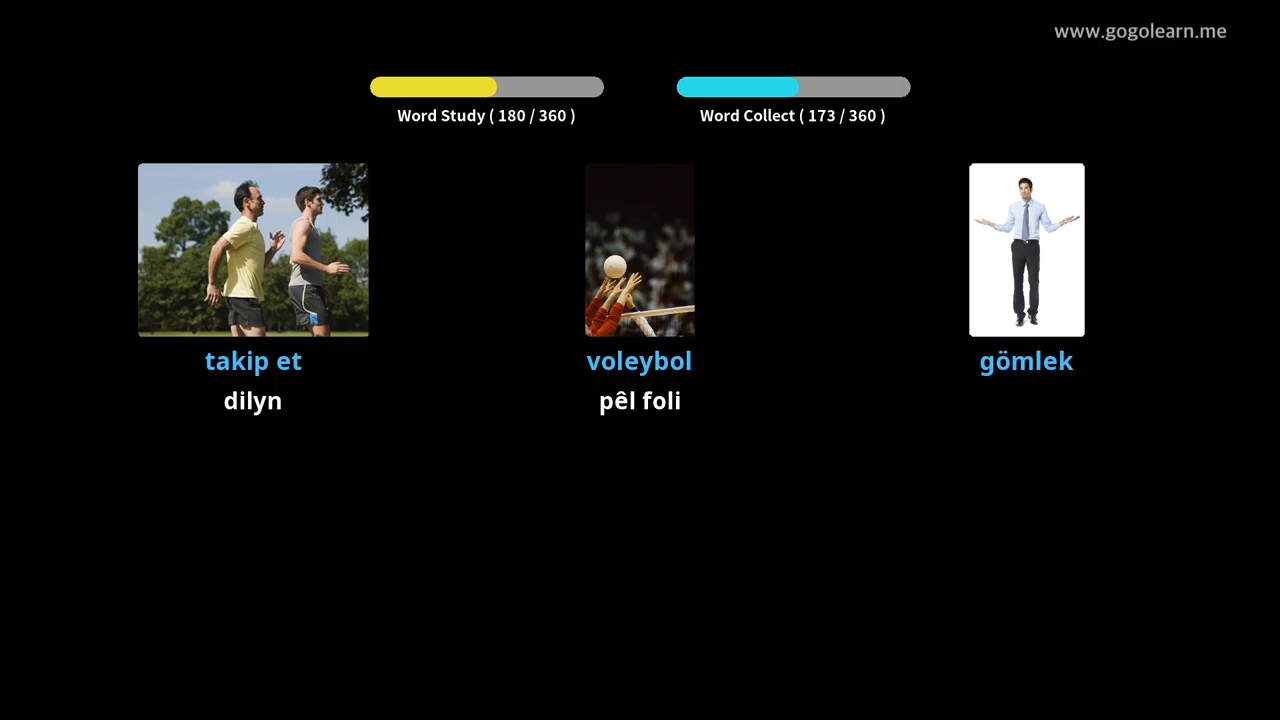 www.gogolearn.me
Word Study ( 180 / 360 )
Word Collect ( 173 / 360 )
takip et
voleybol
gömlek
dilyn
pêl foli